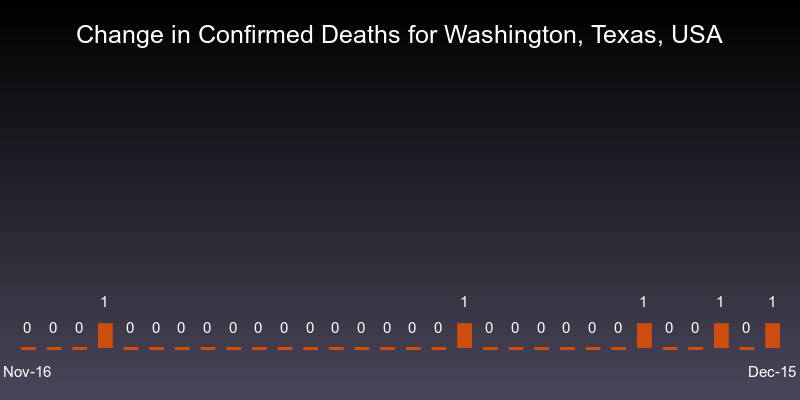 Change in Confirmed Deaths for Washington, Texas, USA
1 1 1 1 1
0 0 0 0 0 0 0 0 0 0 0 0 0 0 0 0 0 0 0 0 0 0 0 0 0
Nov-16 Dec-15